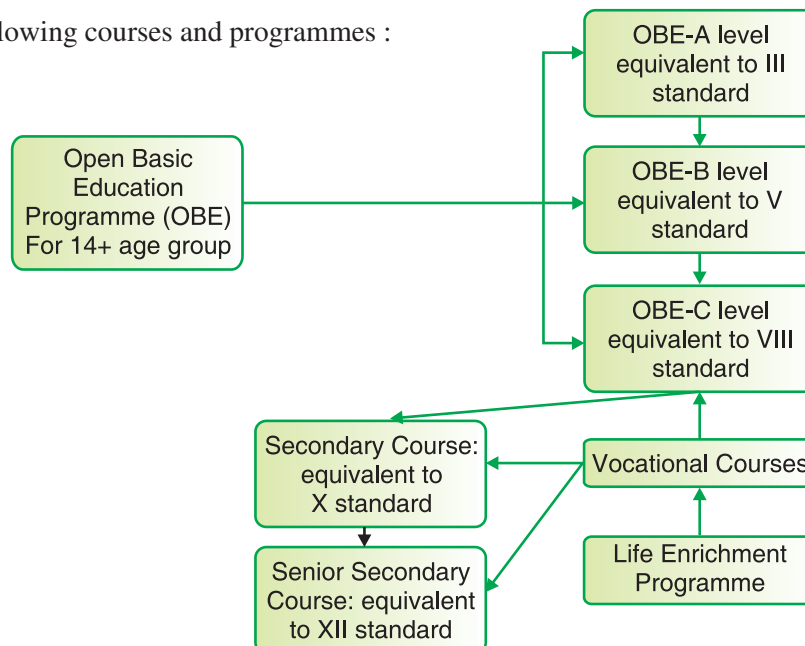 lowing courses and programmes :
OBE-A level
equivalent to III
standard
Open Basic
Education
Programme (OBE)
For 14+ age group
OBE-B level
equivalent to V
standard
OBE-C level
equivalent to VIII
standard
Secondary Course:
equivalent to
X standard
Vocational Courses
Senior Secondary
Course: equivalent
to XII standard
Life Enrichment
Programme